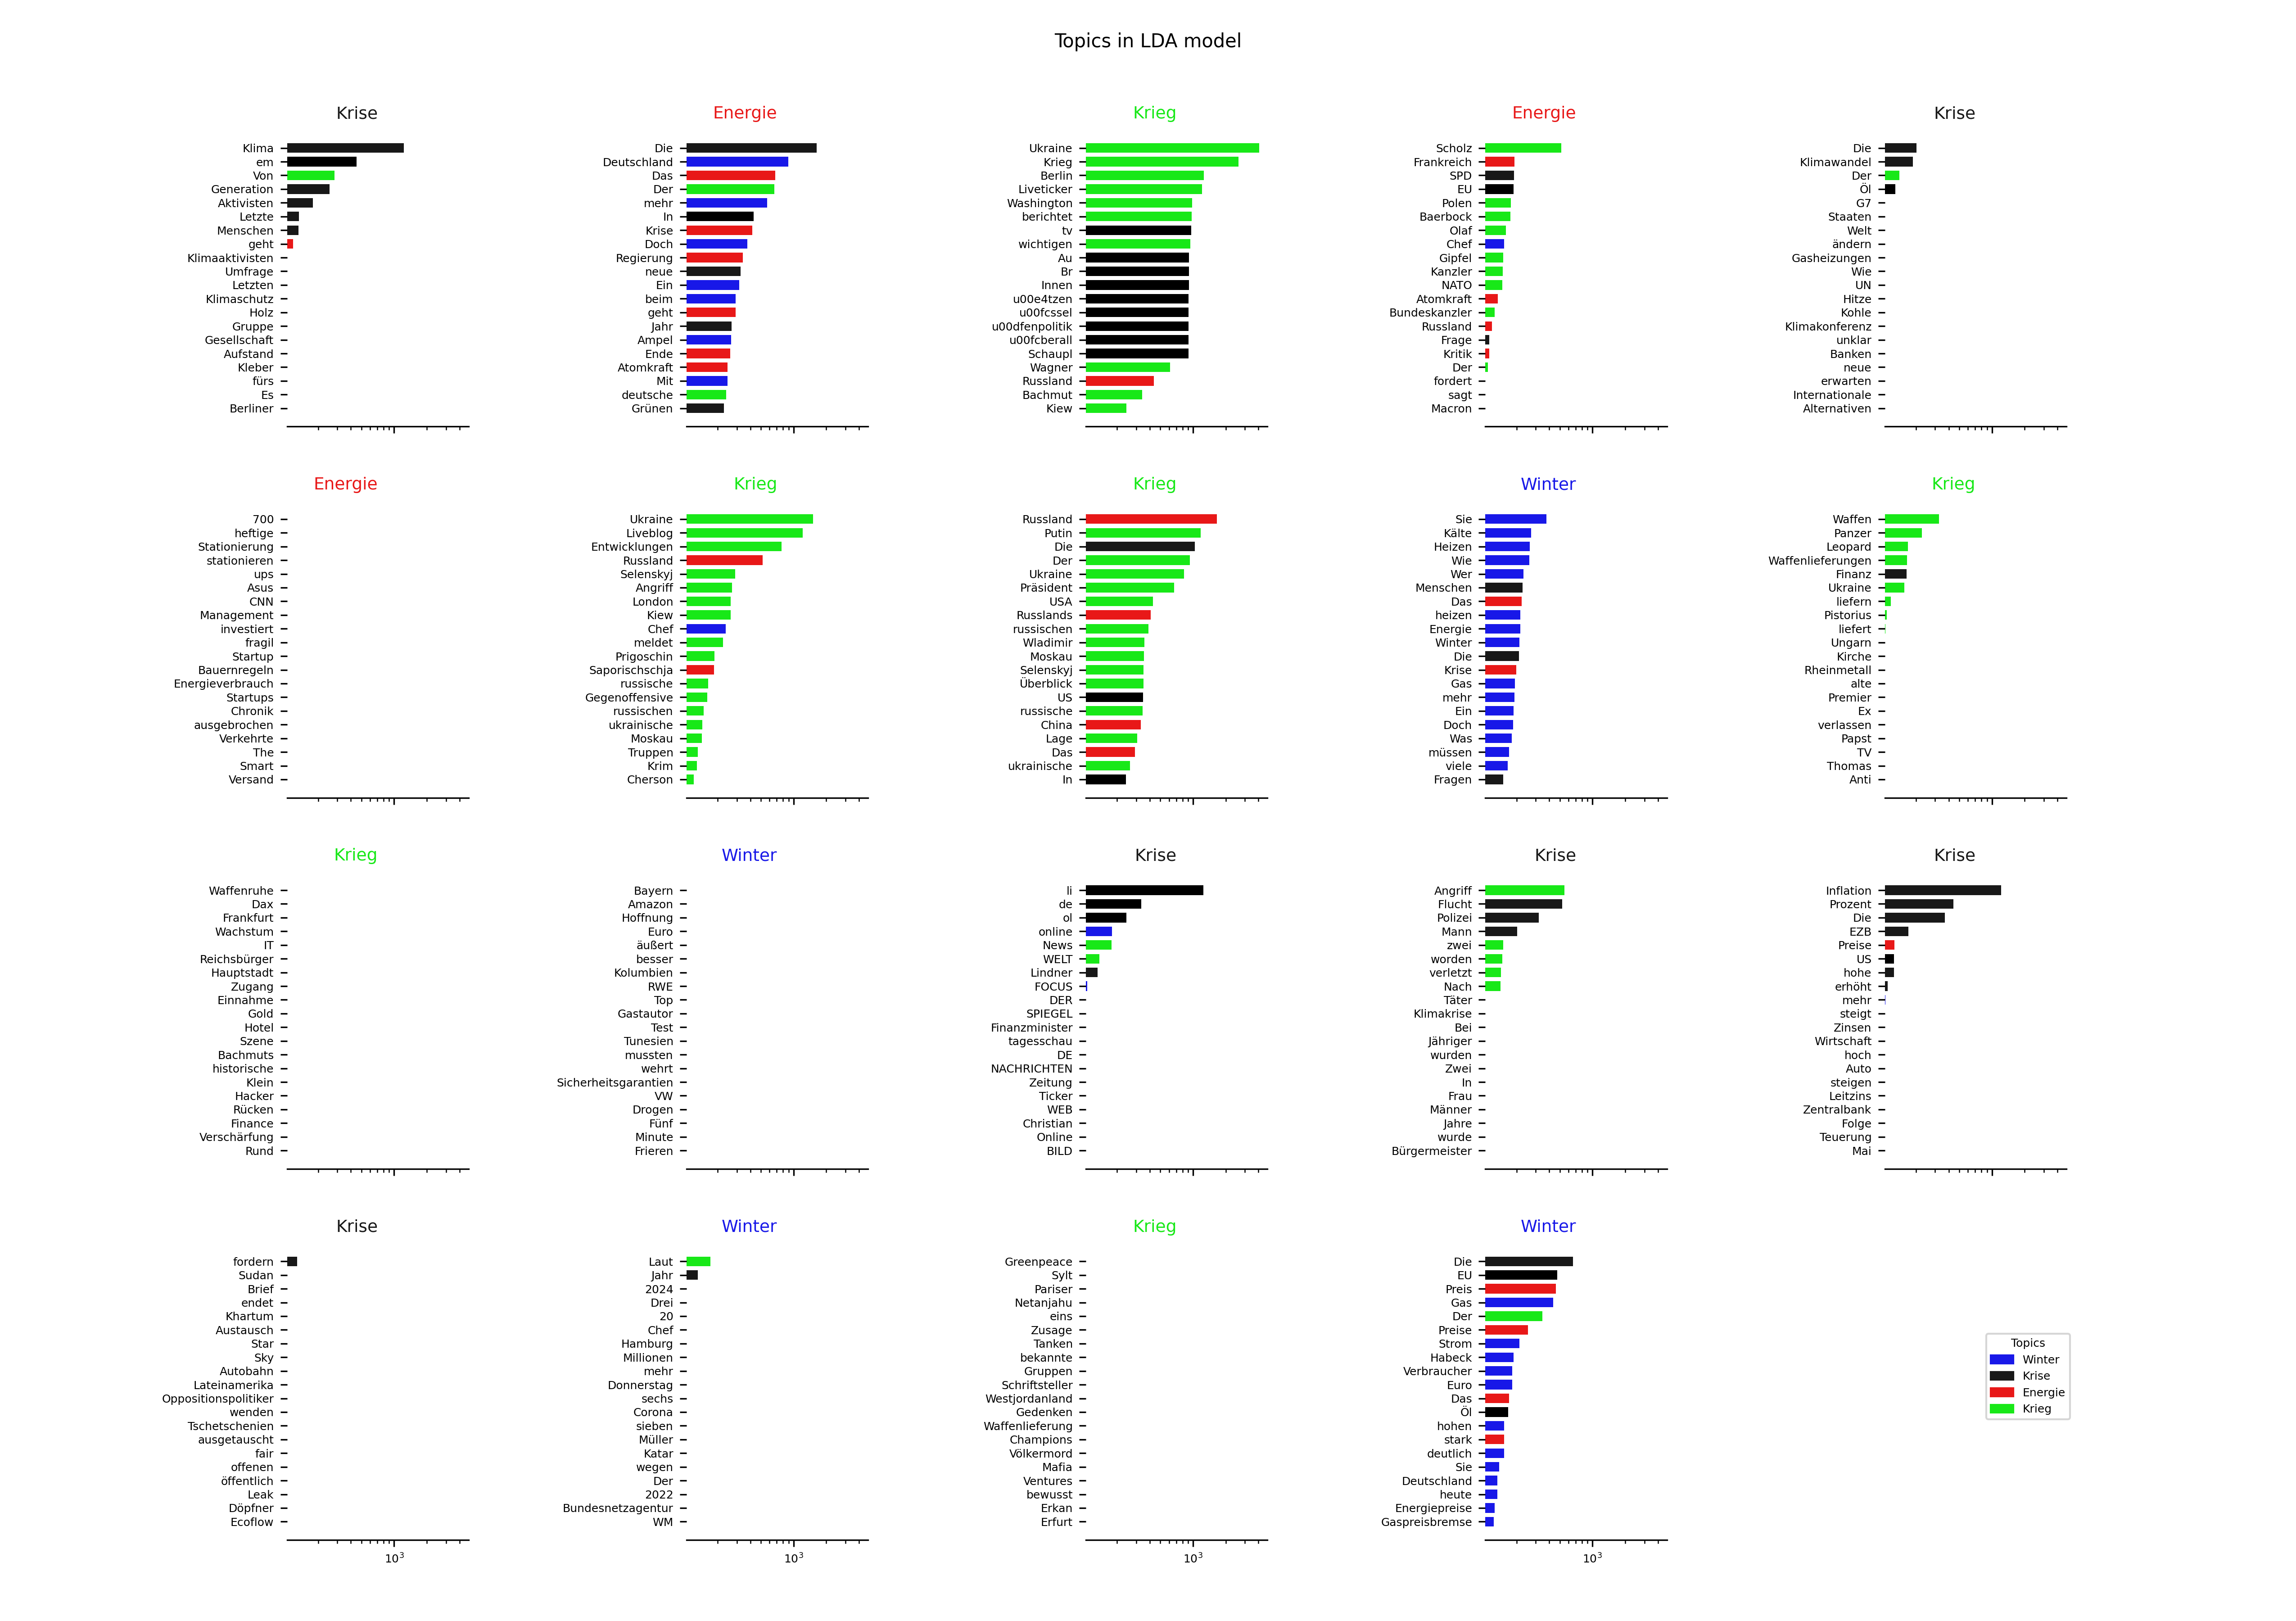 Topics in LDA model
Krise
Klima
em
Von
Generation
Aktivisten
Letzte
Menschen
geht
Klimaaktivisten
Umfrage
Letzten
Klimaschutz
Holz
Gruppe
Gesellschaft
Aufstand
Kleber
fürs
Es
Berliner
Energie
Die
Deutschland
Das
Der
mehr
In
Krise
Doch
Regierung
neue
Ein
beim
geht
Jahr
Ampel
Ende
Atomkraft
Mit
deutsche
Grünen
Krieg
Ukraine
Krieg
Berlin
Liveticker
Washington
berichtet
tv
wichtigen
Au
Br
Innen
u00e4tzen
u00fcssel
u00dfenpolitik
u00fcberall
Schaupl
Wagner
Russland
Bachmut
Kiew
Energie
Scholz
Frankreich
SPD
EU
Polen
Baerbock
Olaf
Chef
Gipfel
Kanzler
NATO
Atomkraft
Bundeskanzler
Russland
Frage
Kritik
Der
fordert
sagt
Macron
Krise
Die
Klimawandel
Der
Öl
G7
Staaten
Welt
ändern
Gasheizungen
Wie
UN
Hitze
Kohle
Klimakonferenz
unklar
Banken
neue
erwarten
Internationale
Alternativen
Energie
700
heftige
Stationierung
stationieren
ups
Asus
CNN
Management
investiert
fragil
Startup
Bauernregeln
Energieverbrauch
Startups
Chronik
ausgebrochen
Verkehrte
The
Smart
Versand
Krieg
Ukraine
Liveblog
Entwicklungen
Russland
Selenskyj
Angriff
London
Kiew
Chef
meldet
Prigoschin
Saporischschja
russische
Gegenoffensive
russischen
ukrainische
Moskau
Truppen
Krim
Cherson
Krieg
Russland
Putin
Die
Der
Ukraine
Präsident
USA
Russlands
russischen
Wladimir
Moskau
Selenskyj
Überblick
US
russische
China
Lage
Das
ukrainische
In
Winter
Sie
Kälte
Heizen
Wie
Wer
Menschen
Das
heizen
Energie
Winter
Die
Krise
Gas
mehr
Ein
Doch
Was
müssen
viele
Fragen
Krieg
Waffen
Panzer
Leopard
Waffenlieferungen
Finanz
Ukraine
liefern
Pistorius
liefert
Ungarn
Kirche
Rheinmetall
alte
Premier
Ex
verlassen
Papst
TV
Thomas
Anti
Krieg
Waffenruhe
Dax
Frankfurt
Wachstum
IT
Reichsbürger
Hauptstadt
Zugang
Einnahme
Gold
Hotel
Szene
Bachmuts
historische
Klein
Hacker
Rücken
Finance
Verschärfung
Rund
Winter
Bayern
Amazon
Hoffnung
Euro
äußert
besser
Kolumbien
RWE
Top
Gastautor
Test
Tunesien
mussten
wehrt
Sicherheitsgarantien
VW
Drogen
Fünf
Minute
Frieren
Krise
li
de
ol
online
News
WELT
Lindner
FOCUS
DER
SPIEGEL
Finanzminister
tagesschau
DE
NACHRICHTEN
Zeitung
Ticker
WEB
Christian
Online
BILD
Krise
Angriff
Flucht
Polizei
Mann
zwei
worden
verletzt
Nach
Täter
Klimakrise
Bei
Jähriger
wurden
Zwei
In
Frau
Männer
Jahre
wurde
Bürgermeister
Krise
Inflation
Prozent
Die
EZB
Preise
US
hohe
erhöht
mehr
steigt
Zinsen
Wirtschaft
hoch
Auto
steigen
Leitzins
Zentralbank
Folge
Teuerung
Mai
Krise
fordern
Sudan
Brief
endet
Khartum
Austausch
Star
Sky
Autobahn
Lateinamerika
Oppositionspolitiker
wenden
Tschetschenien
ausgetauscht
fair
offenen
öffentlich
Leak
Döpfner
Ecoflow
10³
Winter
Laut
Jahr
2024
Drei
20
Chef
Hamburg
Millionen
mehr
Donnerstag
sechs
Corona
sieben
Müller
Katar
wegen
Der
2022
Bundesnetzagentur
WM
10³
Krieg
Greenpeace
Sylt
Pariser
Netanjahu
eins
Zusage
Tanken
bekannte
Gruppen
Schriftsteller
Westjordanland
Gedenken
Waffenlieferung
Champions
Völkermord
Mafia
Ventures
bewusst
Erkan
Erfurt
10³
Winter
Die
EU
Preis
Gas
Der
Preise
Strom
Habeck
Verbraucher
Euro
Das
Öl
hohen
stark
deutlich
Sie
Deutschland
heute
Energiepreise
Gaspreisbremse
10³
Topics
Winter
Krise
Energie
Krieg